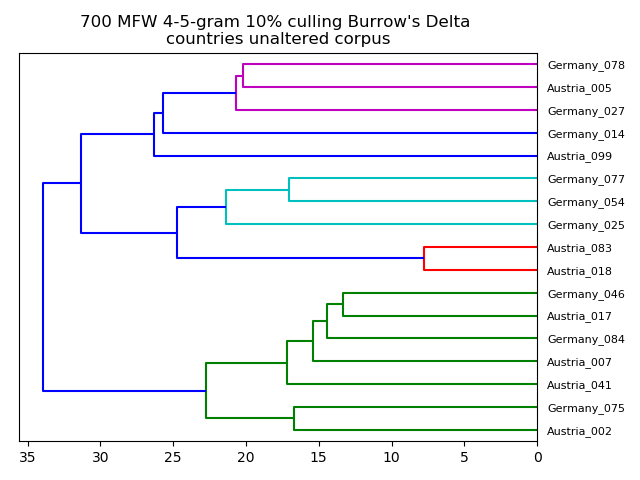 700 MFW 4-5-gram 10% culling Burrow's Delta
countries unaltered corpus
Germany_078
Austria_005
Germany_027
Germany_014
Austria_099
Germany_077
Germany_054
Germany_025
Austria_083
Austria_018
Germany_046
Austria_017
Germany_084
Austria_007
Austria_041
Germany_075
Austria_002
35 30 25 20 15 10 5 0